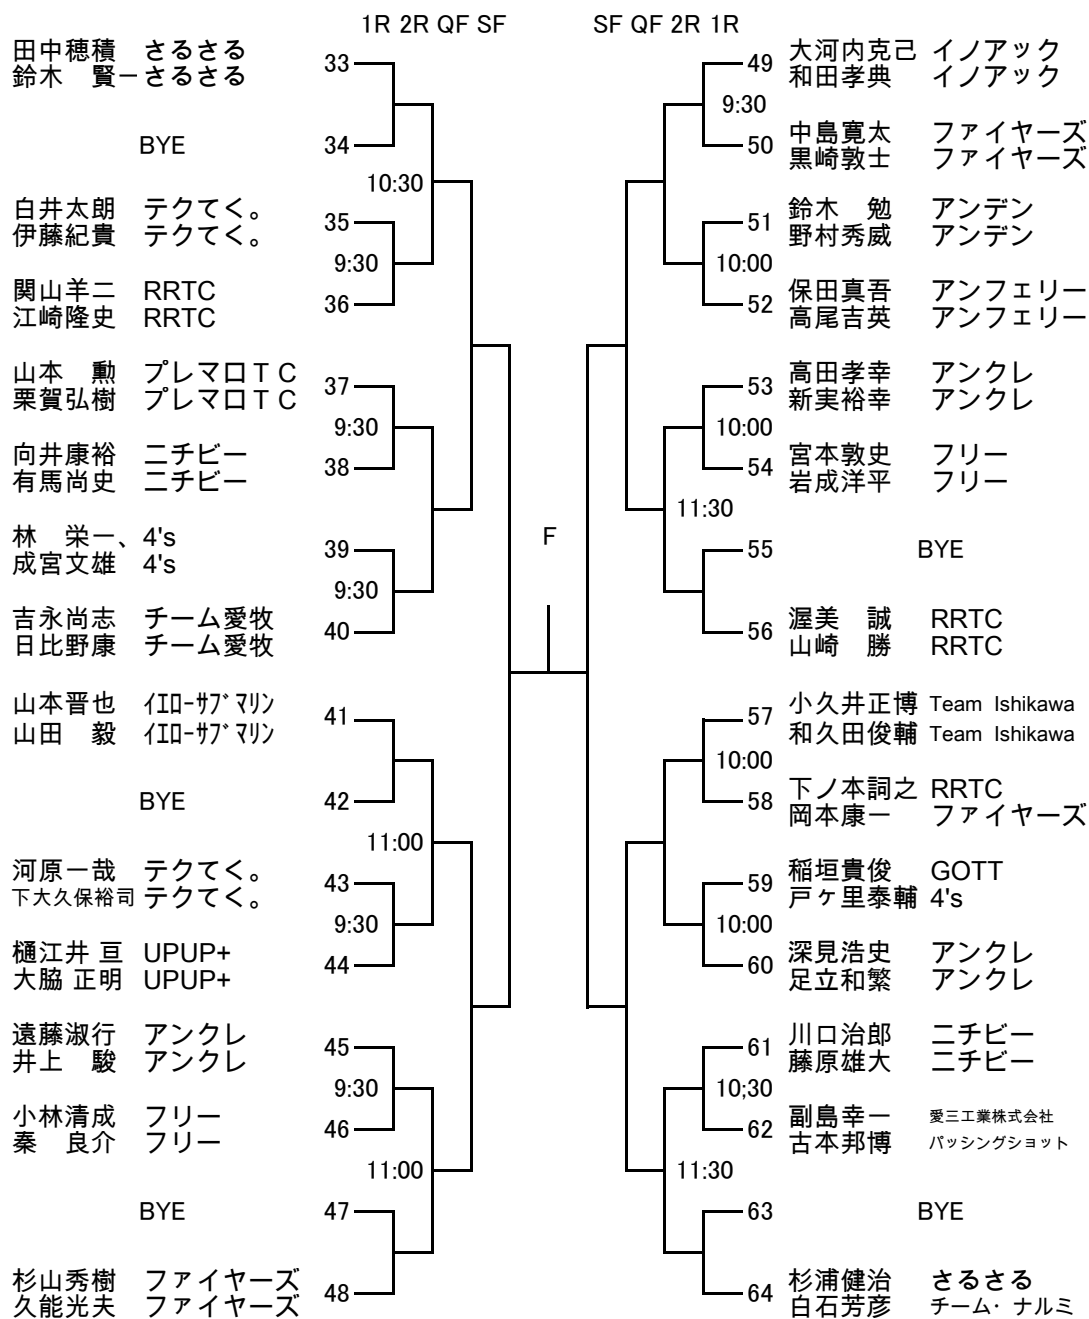 1R 2R QF SF
SF QF 2R 1R
田中穂積 さるさる
鈴木 賢一 さるさる
33
BYE
34
10:30
白井太朗 テクてく。
伊藤紀貴 テクてく。
35
9:30
関山羊二 RRTC
江崎隆史 RRTC
36
山本 勲 プレマロTC
栗賀弘樹 プレマロTC
37
9:30
向井康裕 ニチビー
有馬尚史 ニチビー
38
林 栄一、 4's
成宮文雄 4's
39
9:30
吉永尚志 チーム愛牧
日比野康 チーム愛牧
40
山本晋也 イエローサブマリン
山田 毅 イエローサブマリン
41
BYE
42
11:00
河原一哉 テクてく。
下大久保裕司 テクてく。
43
9:30
樋江井 亘 UPUP+
大脇 正明 UPUP+
44
遠藤淑行 アンクレ
井上 駿 アンクレ
45
9:30
小林清成 フリー
秦 良介 フリー
46
11:00
BYE
47
杉山秀樹 ファイヤーズ
久能光夫 ファイヤーズ
48
F
49
大河内克己 イノアック
和田孝典 イノアック
9:30
50
中島寛太 ファイヤーズ
黒崎敦士 ファイヤーズ
51
鈴木 勉 アンデン
野村秀威 アンデン
10:00
52
保田真吾 アンフェリー
高尾吉英 アンフェリー
53
高田孝幸 アンクレ
新実裕幸 アンクレ
10:00
54
宮本敦史 フリー
岩成洋平 フリー
11:30
55
BYE
56
渥美 誠 RRTC
山崎 勝 RRTC
57
小久井正博 Team Ishikawa
和久田俊輔 Team Ishikawa
10:00
58
下ノ本詞之 RRTC
岡本康一 ファイヤーズ
59
稲垣貴俊 GOTT
戸ヶ里泰輔 4's
10:00
60
深見浩史 アンクレ
足立和繁 アンクレ
61
川口治郎 ニチビー
藤原雄大 ニチビー
10;30
62
副島幸一 愛三工業株式会社
古本邦博 パッシングショット
11:30
63
BYE
64
杉浦健治 さるさる
白石芳彦 チーム・ナルミ